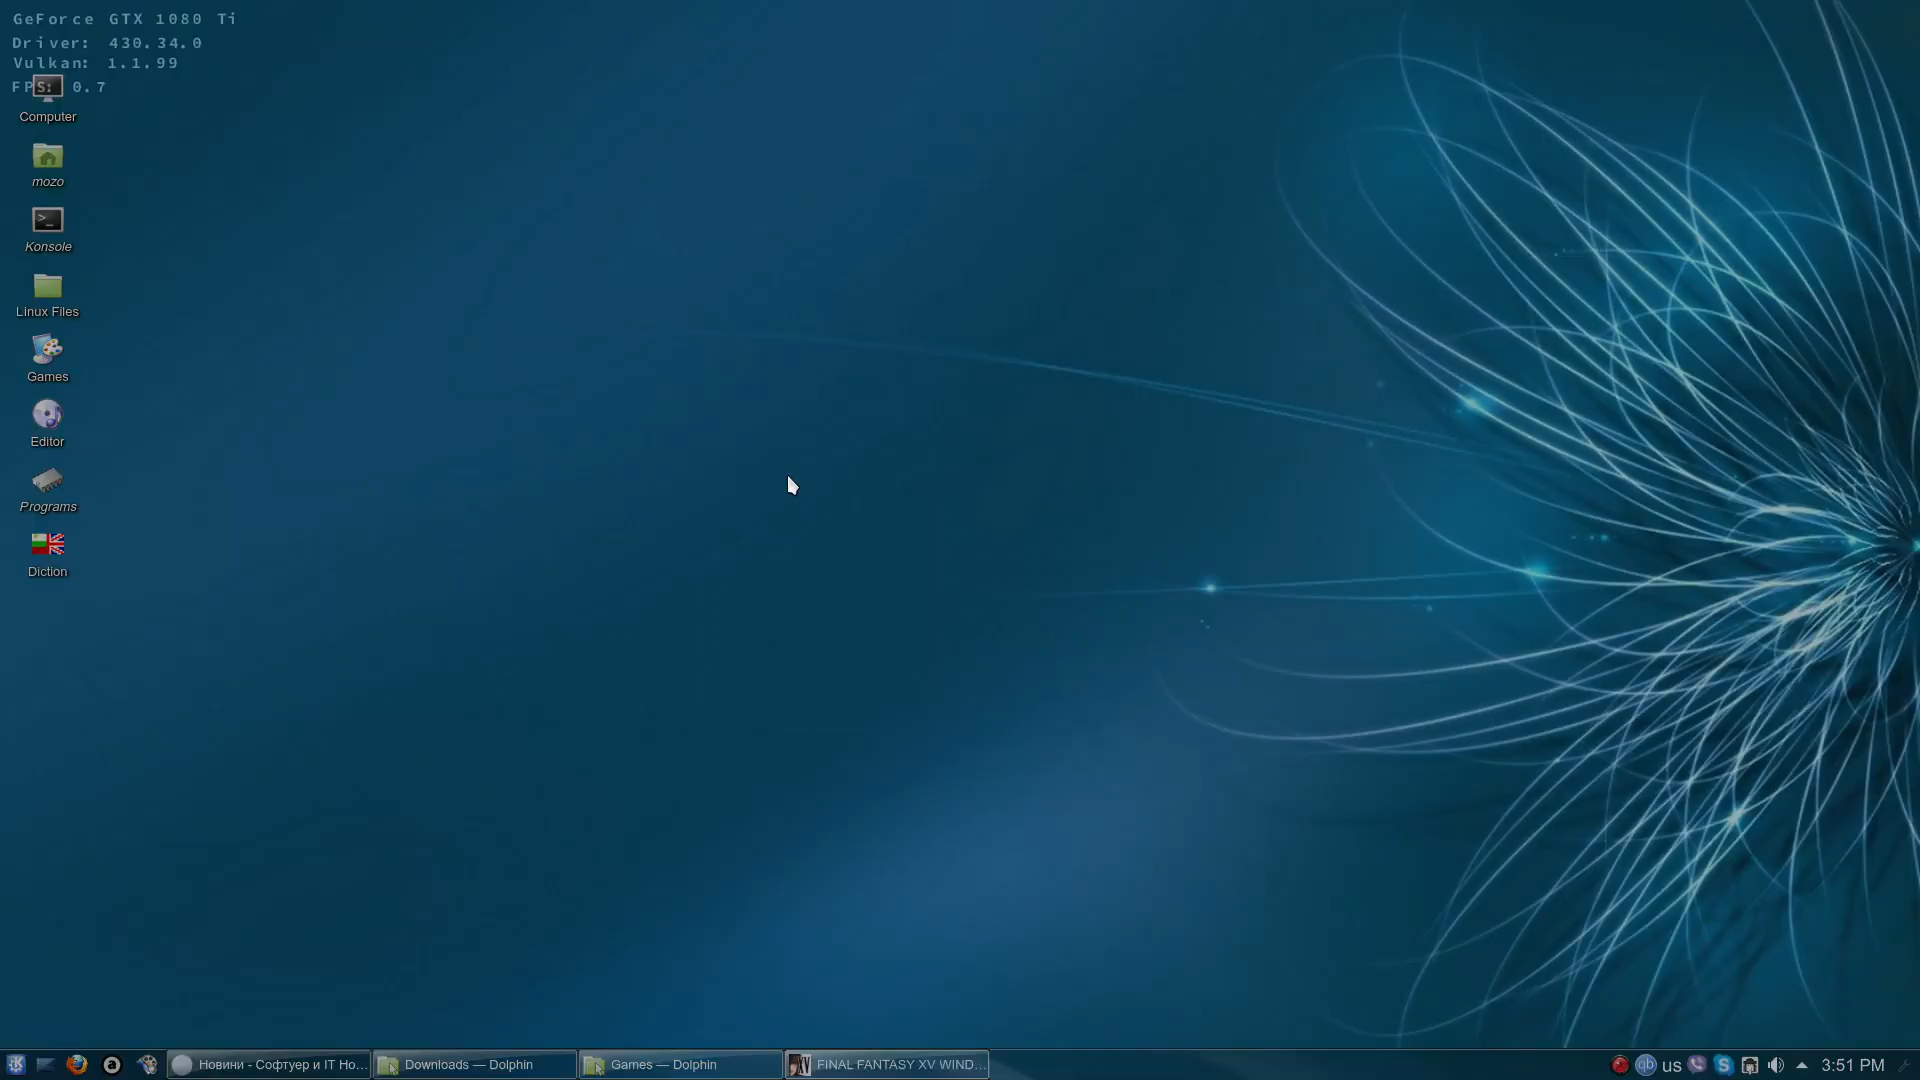 GeForce GTX 1080 Ti
Driver: 430.34.0
Vulkan: 1.1.99
FPS: 0.7
Computer
mozo
Konsole
Linux Files
Games
Editor
Programs
Diction
Новини - Софтуер и IT Но...
Downloads — Dolphin
Games — Dolphin
XV
FINAL FANTASY XV WIND...
qb
us
3:51 PM